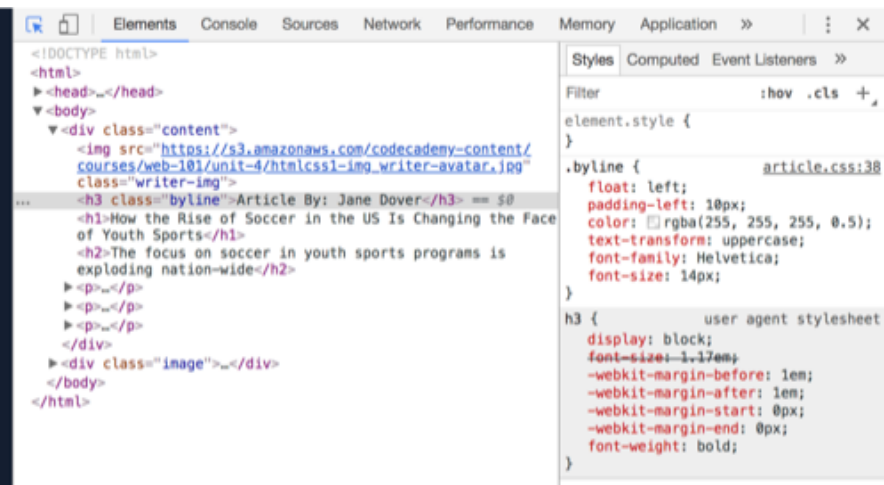 Elements Console Sources Network Performance Memory Application »
<!DOCTYPE html>
<html>
▶<head>…</head>
▼<body>
▼<div class="content">
<img src="https://s3.amazonaws.com/codecademy-content/
courses/web-101/unit-4/htmlcss1-img_writer-avatar.jpg"
class="writer-img">
... <h3 class="byline">Article By: Jane Dover</h3> == $0
<h1>How the Rise of Soccer in the US Is Changing the Face
of Youth Sports</h1>
<h2>The focus on soccer in youth sports programs is
exploding nation-wide</h2>
▶<p>…</p>
▶<p>…</p>
▶<p>…</p>
</div>
▶<div class="image">…</div>
</body>
</html>
Styles Computed Event Listeners »
Filter :hov .cls +
element.style {
}
.byline { article.css:38
float: left;
padding-left: 10px;
color: rgba(255, 255, 255, 0.5);
text-transform: uppercase;
font-family: Helvetica;
font-size: 14px;
}
h3 { user agent stylesheet
display: block;
font-size: 1.17em;
-webkit-margin-before: 1em;
-webkit-margin-after: 1em;
-webkit-margin-start: 0px;
-webkit-margin-end: 0px;
font-weight: bold;
}